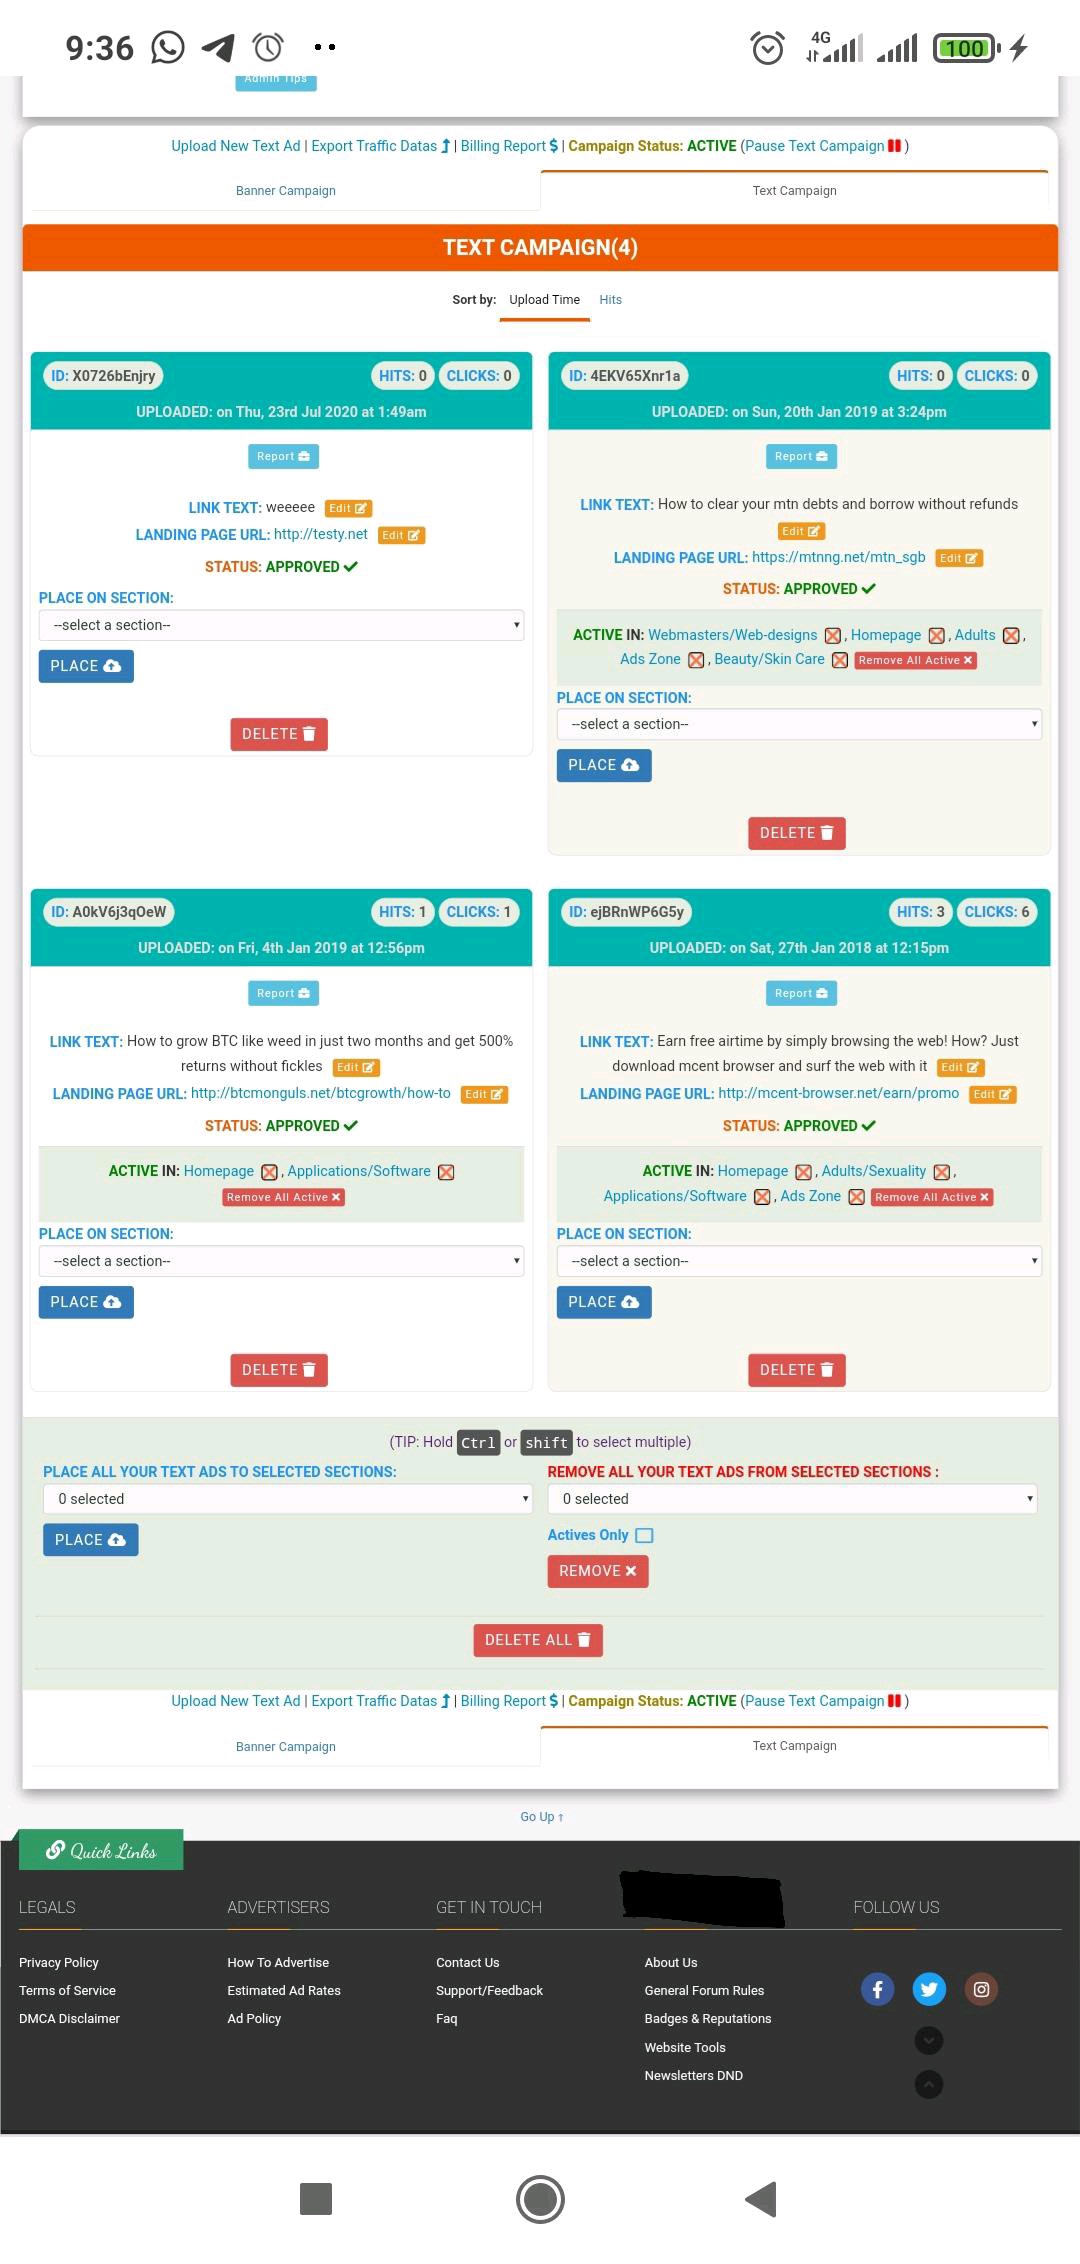 9:36
4G
100
Admin Tips
Upload New Text Ad | Export Traffic Datas | Billing Report $ | Campaign Status: ACTIVE (Pause Text Campaign )
Banner Campaign
Text Campaign
TEXT CAMPAIGN(4)
Sort by: Upload Time Hits
ID: X0726bEnjry HITS: 0 CLICKS: 0
UPLOADED: on Thu, 23rd Jul 2020 at 1:49am
Report
LINK TEXT: weeeee Edit
LANDING PAGE URL: http://testy.net Edit
STATUS: APPROVED
PLACE ON SECTION:
--select a section--
PLACE
DELETE
ID: 4EKV65Xnr1a HITS: 0 CLICKS: 0
UPLOADED: on Sun, 20th Jan 2019 at 3:24pm
Report
LINK TEXT: How to clear your mtn debts and borrow without refunds
Edit
LANDING PAGE URL: https://mtnng.net/mtn_sgb Edit
STATUS: APPROVED
ACTIVE IN: Webmasters/Web-designs , Homepage , Adults ,
Ads Zone , Beauty/Skin Care Remove All Active ×
PLACE ON SECTION:
--select a section--
PLACE
DELETE
ID: A0kV6j3qOeW HITS: 1 CLICKS: 1
UPLOADED: on Fri, 4th Jan 2019 at 12:56pm
Report
LINK TEXT: How to grow BTC like weed in just two months and get 500%
returns without fickles Edit
LANDING PAGE URL: http://btcmonguls.net/btcgrowth/how-to Edit
STATUS: APPROVED
ACTIVE IN: Homepage , Applications/Software
Remove All Active ×
PLACE ON SECTION:
--select a section--
PLACE
DELETE
ID: ejBRnWP6G5y HITS: 3 CLICKS: 6
UPLOADED: on Sat, 27th Jan 2018 at 12:15pm
Report
LINK TEXT: Earn free airtime by simply browsing the web! How? Just
download mcent browser and surf the web with it Edit
LANDING PAGE URL: http://mcent-browser.net/earn/promo Edit
STATUS: APPROVED
ACTIVE IN: Homepage , Adults/Sexuality ,
Applications/Software , Ads Zone Remove All Active ×
PLACE ON SECTION:
--select a section--
PLACE
DELETE
(TIP: Hold Ctrl or shift to select multiple)
PLACE ALL YOUR TEXT ADS TO SELECTED SECTIONS:
0 selected
PLACE
REMOVE ALL YOUR TEXT ADS FROM SELECTED SECTIONS :
0 selected
Actives Only
REMOVE ×
DELETE ALL
Upload New Text Ad | Export Traffic Datas | Billing Report $ | Campaign Status: ACTIVE (Pause Text Campaign )
Banner Campaign
Text Campaign
Go Up ↑
Quick Links
LEGALS
Privacy Policy
Terms of Service
DMCA Disclaimer
ADVERTISERS
How To Advertise
Estimated Ad Rates
Ad Policy
GET IN TOUCH
Contact Us
Support/Feedback
Faq
About Us
General Forum Rules
Badges & Reputations
Website Tools
Newsletters DND
FOLLOW US